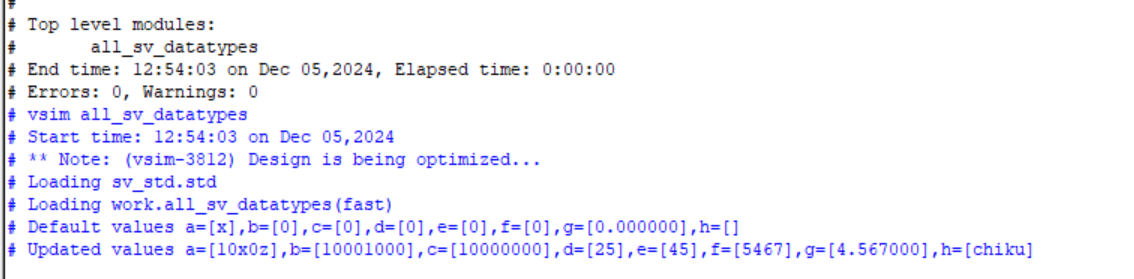 #
# Top level modules:
#       all_sv_datatypes
# End time: 12:54:03 on Dec 05,2024, Elapsed time: 0:00:00
# Errors: 0, Warnings: 0
# vsim all_sv_datatypes
# Start time: 12:54:03 on Dec 05,2024
# ** Note: (vsim-3812) Design is being optimized...
# Loading sv_std.std
# Loading work.all_sv_datatypes(fast)
# Default values a=[x],b=[0],c=[0],d=[0],e=[0],f=[0],g=[0.000000],h=[]
# Updated values a=[10x0z],b=[10001000],c=[10000000],d=[25],e=[45],f=[5467],g=[4.567000],h=[chiku]